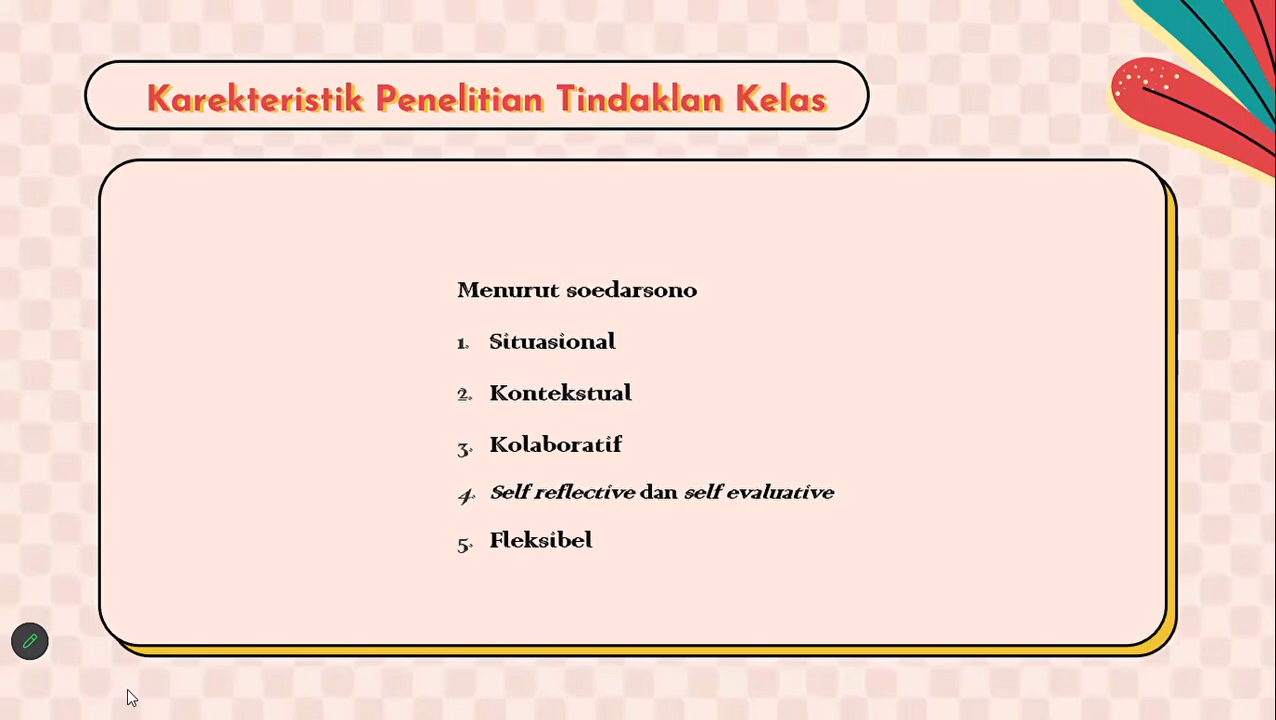 Karekteristik Penelitian Tindaklan Kelas
Menurut soedarsono
1. Situasional
2. Kontekstual
3. Kolaboratif
4. Self reflective dan self evaluative
5. Fleksibel